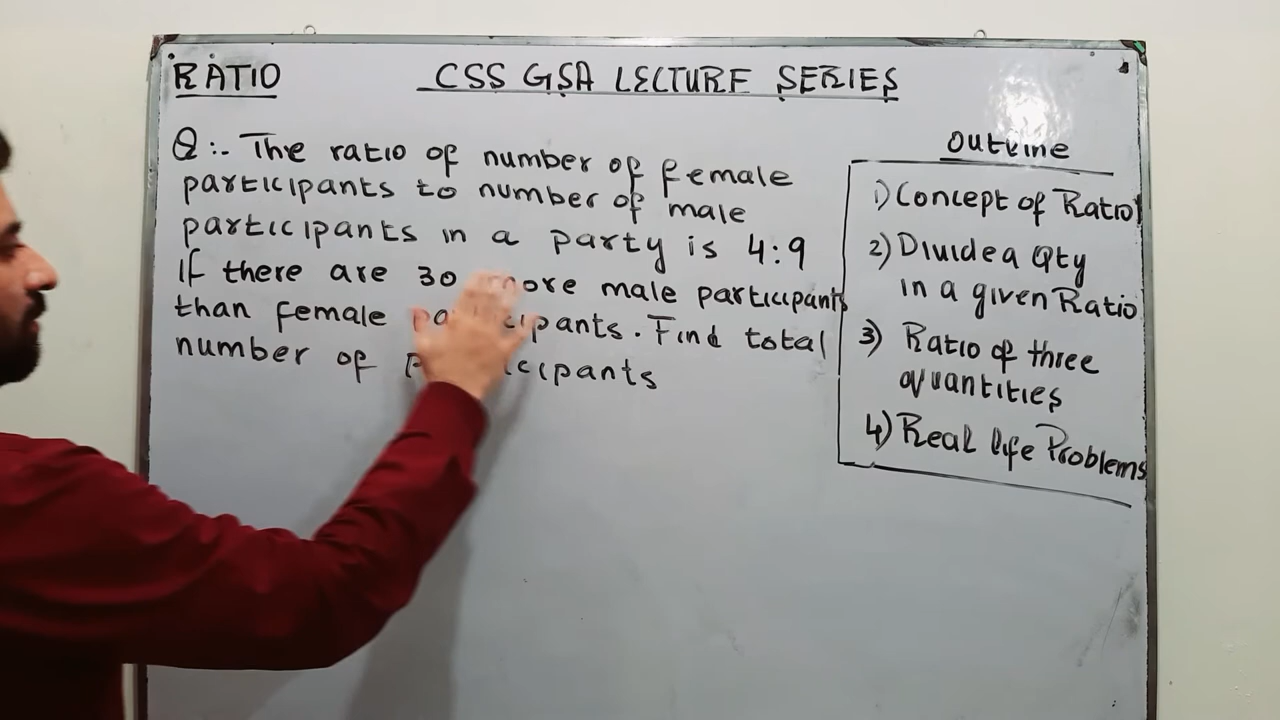 RATIO
CSS GSA LECTURE SERIES
Q:- The ratio of number of female
participants to number of male
participants in a party is 4:9
If there are 30 more male participants
than female participants. Find total
number of participants
Outline
1) Concept of Ratio
2) Divide a Qty
in a given Ratio
3) Ratio of three
quantities
4) Real life Problems